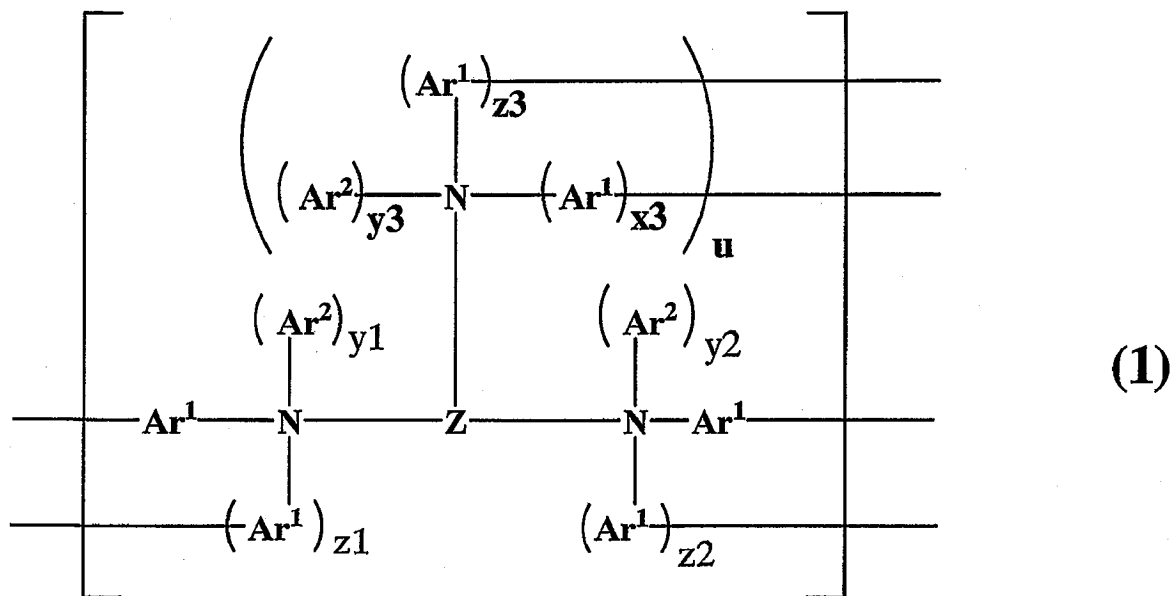 (Ar¹)z3
(Ar²)y3 N (Ar¹)x3
u
(Ar²)y1 (Ar²)y2
(1)
Ar¹ N Z N Ar¹
(Ar¹)z1 (Ar¹)z2